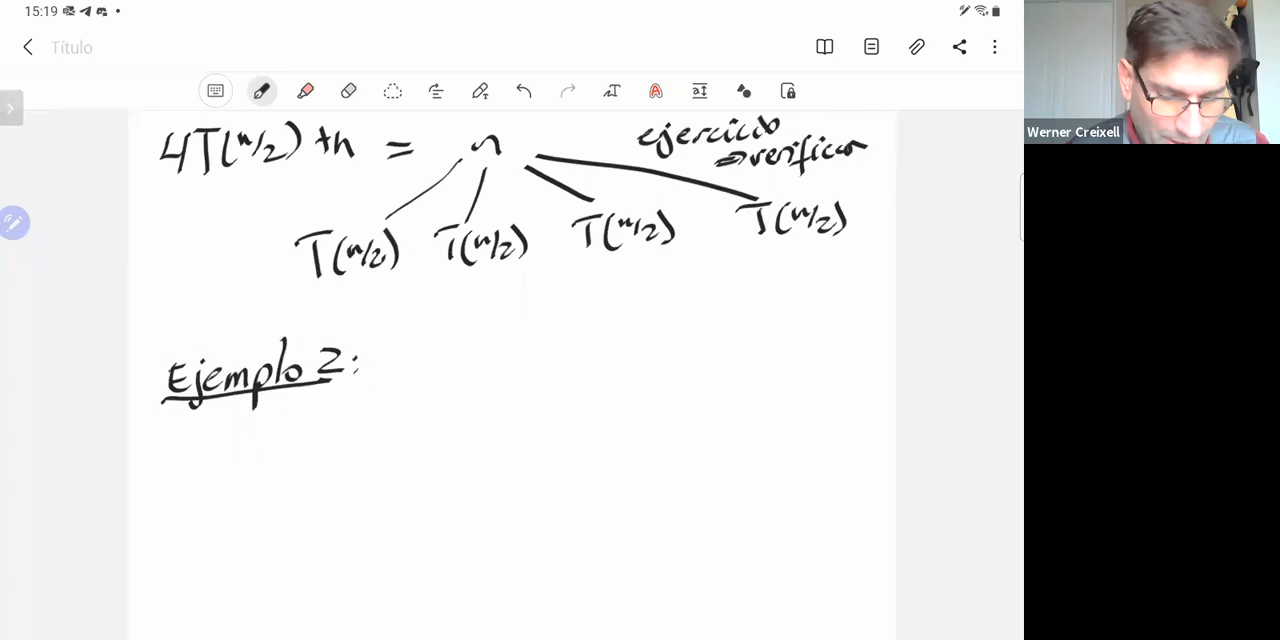 15:19
Título
4T(n/2) + n = n
ejercicio
⇒ verificar
T(n/2) T(n/2) T(n/2) T(n/2)
Ejemplo 2:
Werner Creixell